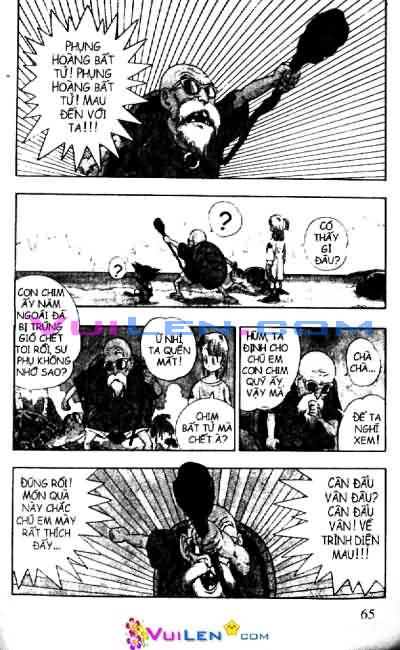 PHỤNG
HOÀNG BẤT
TỬ! PHỤNG
HOÀNG BẤT
TỬ! MAU
ĐẾN VỚI
TA!!!
?
?
CÓ
THẤY
GÌ
ĐÂU?
CON CHIM
ẤY NĂM
NGOÁI ĐÃ
BỊ TRÚNG
GIÓ CHẾT
TOI RỒI, SƯ
PHỤ KHÔNG
NHỚ SAO?
Ừ NHỈ,
TA QUÊN
MẤT!
CHIM
BẤT TỬ MÀ
CHẾT À?
HÙM, TA
ĐỊNH CHO
CHÚ EM
CON CHIM
QUÝ ẤY,
VẬY MÀ
CHÀ
CHÀ...
ĐỂ TA
NGHĨ
XEM!
VUILEN.COM
ĐÚNG RỒI!
MÓN QUÀ
NÀY CHẮC
CHÚ EM MÀY
RẤT THÍCH
ĐẤY...
CÂN ĐẨU
VÂN ĐÂU?
CÂN ĐẨU
VÂN! VỀ
TRÌNH DIỆN
MAU!!!
65
VUILEN.COM